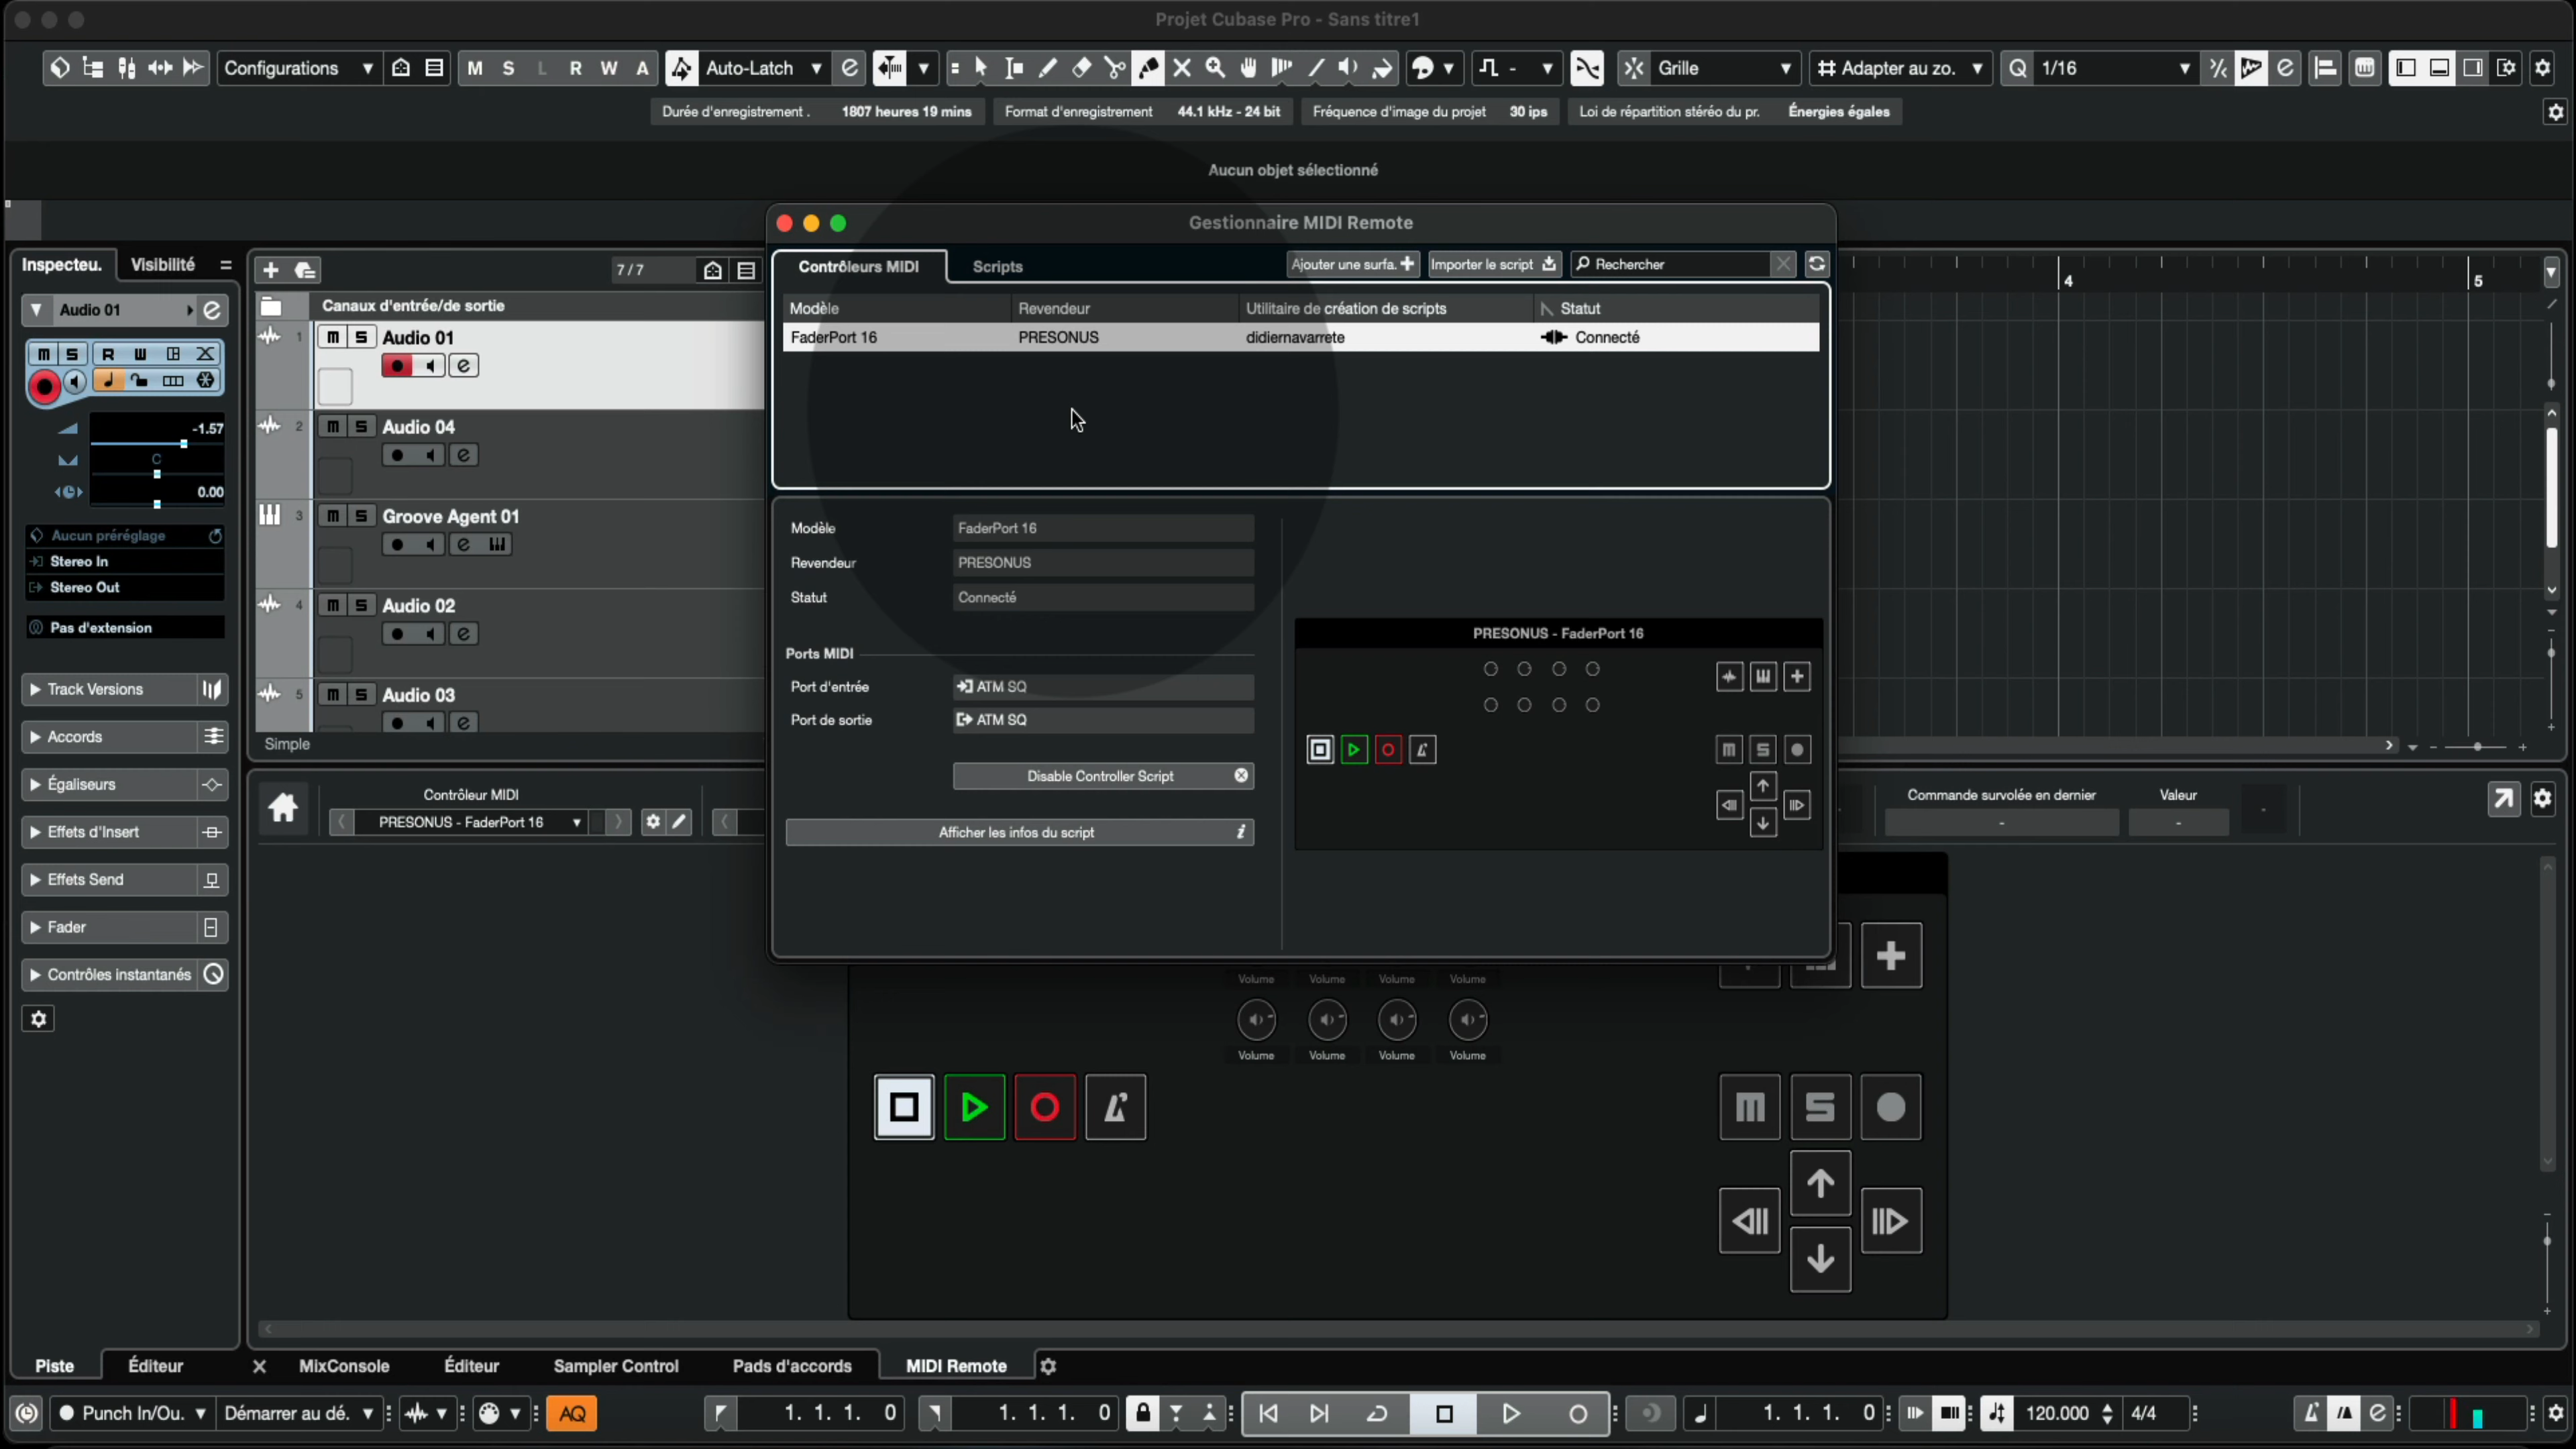 Projet Cubase Pro - Sans titre1
Configurations
M S L R W A
Auto-Latch
Grille
Adapter au zo.
Q 1/16
Durée d'enregistrement . 1807 heures 19 mins
Format d'enregistrement 44.1 kHz - 24 bit
Fréquence d'image du projet 30 ips
Loi de répartition stéréo du pr. Énergies égales
Aucun objet sélectionné
Gestionnaire MIDI Remote
Contrôleurs MIDI
Scripts
Ajouter une surfa.
Importer le script
Rechercher
Modèle Revendeur Utilitaire de création de scripts Statut
FaderPort 16 PRESONUS didiernavarrete Connecté
Modèle FaderPort 16
Revendeur PRESONUS
Statut Connecté
Ports MIDI
Port d'entrée ATM SQ
Port de sortie ATM SQ
Disable Controller Script
Afficher les infos du script
PRESONUS - FaderPort 16
4
5
Inspecteu.
Visibilité
Audio 01
M S R W
-1.57
C
0.00
Aucun préréglage
Stereo In
Stereo Out
Pas d'extension
Track Versions
Accords
Égaliseurs
Effets d'Insert
Effets Send
Fader
Contrôles instantanés
7/7
Canaux d'entrée/de sortie
1 M S Audio 01
2 M S Audio 04
3 M S Groove Agent 01
4 M S Audio 02
5 M S Audio 03
Simple
Contrôleur MIDI
PRESONUS - FaderPort 16
Commande survolée en dernier
-
Valeur
-
Volume Volume Volume Volume
Volume Volume Volume Volume
M S
Piste
Éditeur
MixConsole
Éditeur
Sampler Control
Pads d'accords
MIDI Remote
Punch In/Ou.
Démarrer au dé.
AQ
1. 1. 1. 0
1. 1. 1. 0
1. 1. 1. 0
120.000
4/4